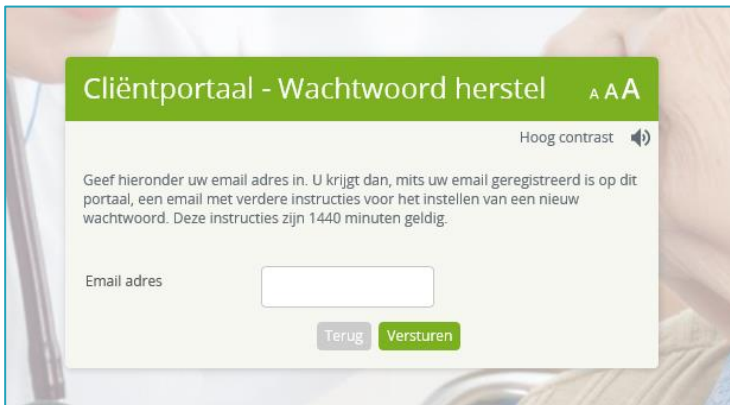 Cliëntportaal - Wachtwoord herstel A A A
Hoog contrast
Geef hieronder uw email adres in. U krijgt dan, mits uw email geregistreerd is op dit
portaal, een email met verdere instructies voor het instellen van een nieuw
wachtwoord. Deze instructies zijn 1440 minuten geldig.
Email adres
Terug Versturen